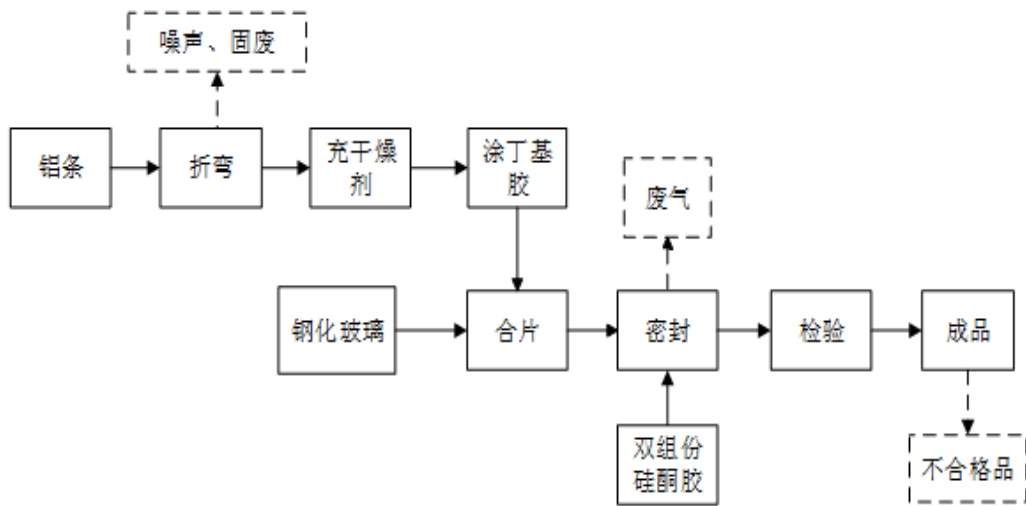 噪声、固废
铝条
折弯
充干燥
剂
涂丁基
胶
废气
钢化玻璃
合片
密封
检验
成品
双组份
硅酮胶
不合格品